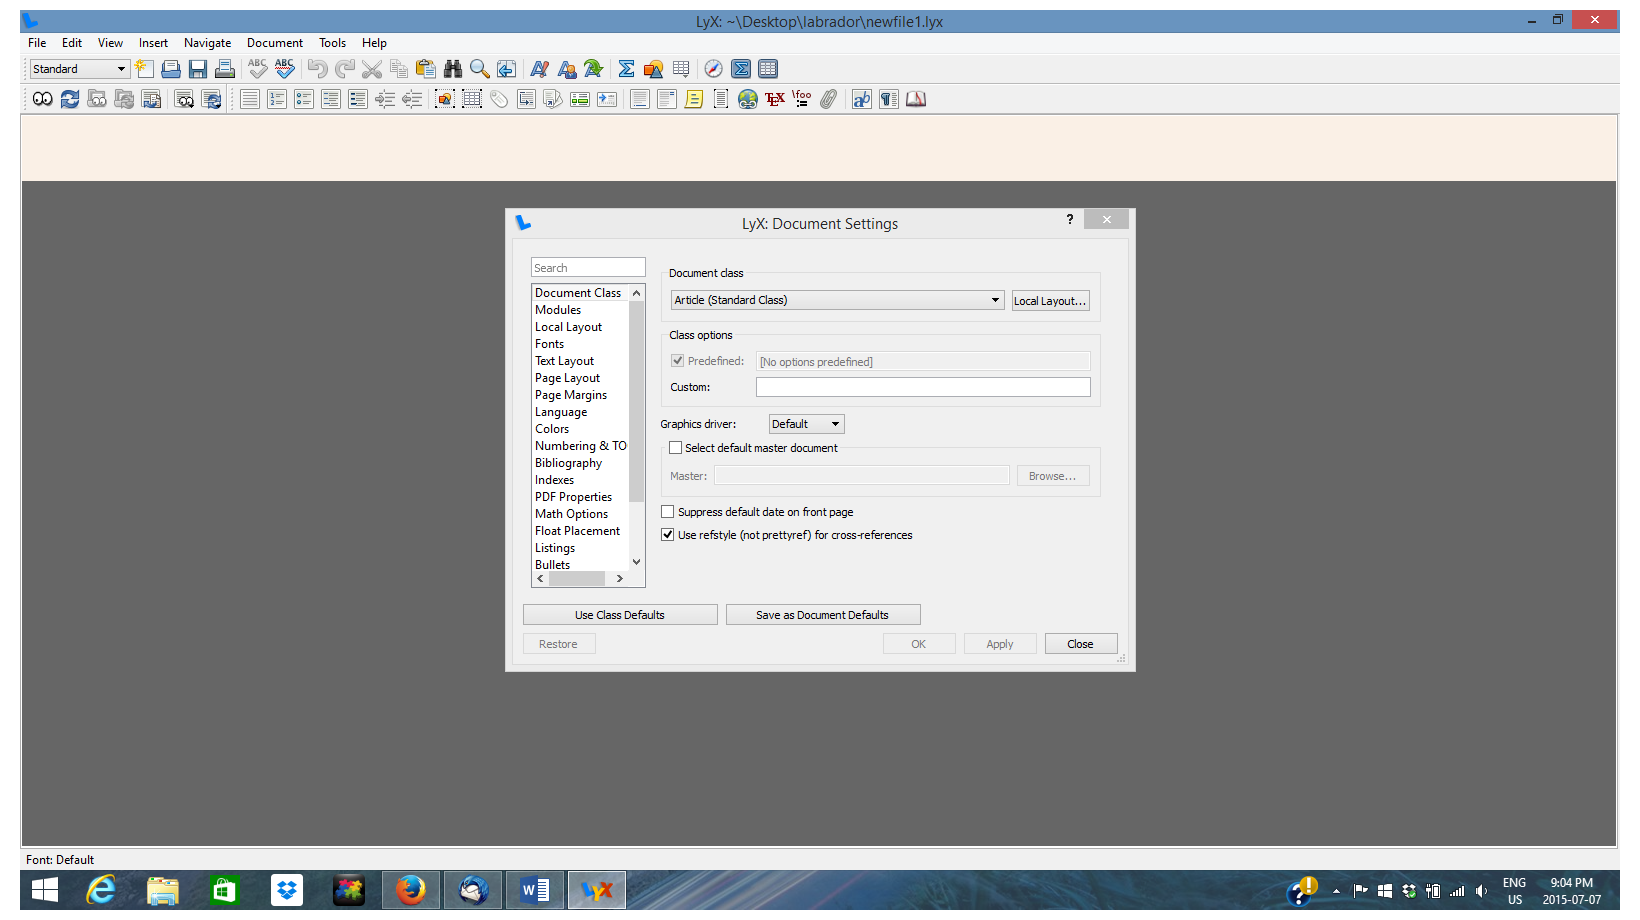 LyX: ~\Desktop\labrador\newfile1.lyx
File Edit View Insert Navigate Document Tools Help
Standard
ABC ABC
TEX \foo
ab
LyX: Document Settings
?
Search
Document Class
Modules
Local Layout
Fonts
Text Layout
Page Layout
Page Margins
Language
Colors
Numbering & TO
Bibliography
Indexes
PDF Properties
Math Options
Float Placement
Listings
Bullets
Document class
Article (Standard Class) Local Layout...
Class options
Predefined: [No options predefined]
Custom:
Graphics driver: Default
Select default master document
Master: Browse...
Suppress default date on front page
Use refstyle (not prettyref) for cross-references
Use Class Defaults Save as Document Defaults
Restore OK Apply Close
Font: Default
ENG 9:04 PM
US 2015-07-07